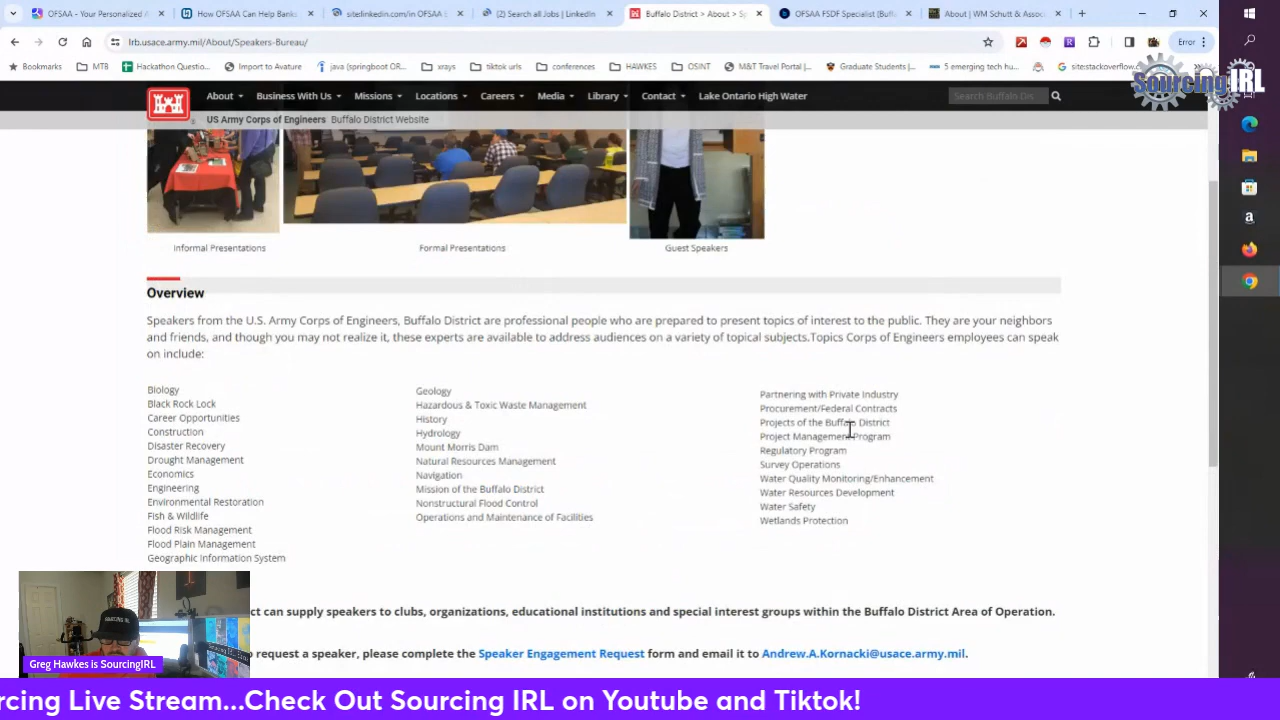 OFSAA - Your Personalized A
How OFSAA Can Help Banks
site:linkedin.com/in OFSAA
(2) Search all Jobs | LinkedIn
Buffalo District > About > Sp
OFSAA FSDF Specialist (Buff
About | WM Schutt & Assoc
lrb.usace.army.mil/About/Speakers-Bureau/
Error
Bookmarks
MTB
Hackathon Questio...
Import to Avature
java (springboot OR...
xrays
tiktok urls
conferences
HAWKES
OSINT
M&T Travel Portal |...
Graduate Students |...
5 emerging tech hu...
site:stackoverflow.c
Sourcing IRL
About
Business With Us
Missions
Locations
Careers
Media
Library
Contact
Lake Ontario High Water
Search Buffalo Dis
US Army Corps of Engineers Buffalo District Website
Informal Presentations
Formal Presentations
Guest Speakers
Overview
Speakers from the U.S. Army Corps of Engineers, Buffalo District are professional people who are prepared to present topics of interest to the public. They are your neighbors
and friends, and though you may not realize it, these experts are available to address audiences on a variety of topical subjects.Topics Corps of Engineers employees can speak
on include:
Biology
Black Rock Lock
Career Opportunities
Construction
Disaster Recovery
Drought Management
Economics
Engineering
Environmental Restoration
Fish & Wildlife
Flood Risk Management
Flood Plain Management
Geographic Information System
Geology
Hazardous & Toxic Waste Management
History
Hydrology
Mount Morris Dam
Natural Resources Management
Navigation
Mission of the Buffalo District
Nonstructural Flood Control
Operations and Maintenance of Facilities
Partnering with Private Industry
Procurement/Federal Contracts
Projects of the Buffalo District
Project Management Program
Regulatory Program
Survey Operations
Water Quality Monitoring/Enhancement
Water Resources Development
Water Safety
Wetlands Protection
ct can supply speakers to clubs, organizations, educational institutions and special interest groups within the Buffalo District Area of Operation.
o request a speaker, please complete the Speaker Engagement Request form and email it to Andrew.A.Kornacki@usace.army.mil.
SOURCING IRL
Greg Hawkes is SourcingIRL
rcing Live Stream...Check Out Sourcing IRL on Youtube and Tiktok!